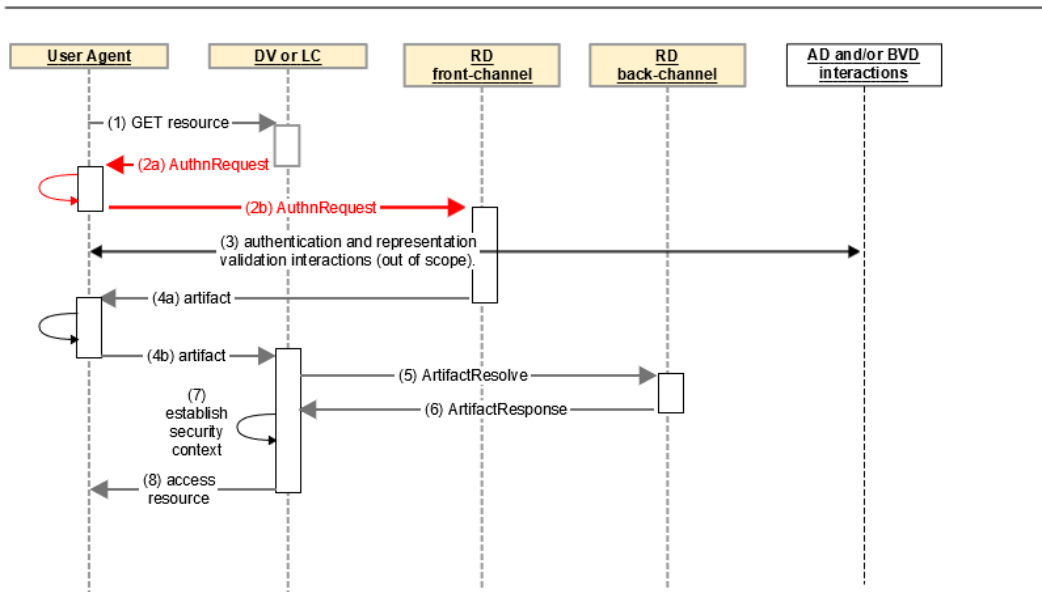 User Agent
DV or LC
RD
front-channel
RD
back-channel
AD and/or BVD
interactions
(1) GET resource
(2a) AuthnRequest
(2b) AuthnRequest
(3) authentication and representation
validation interactions (out of scope).
(4a) artifact
(4b) artifact
(5) ArtifactResolve
(6) ArtifactResponse
(7)
establish
security
context
(8) access
resource